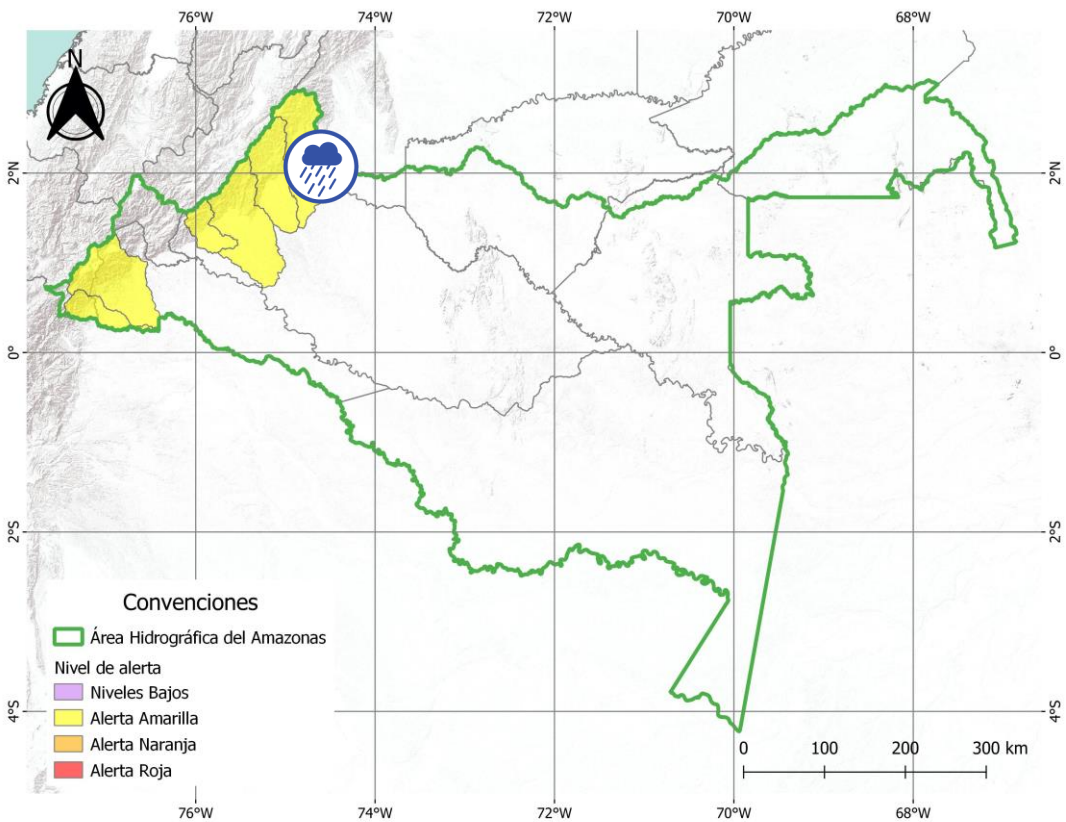 76°W 74°W 72°W 70°W 68°W
N
2°N 2°N
0° 0°
2°S 2°S
4°S 4°S
Convenciones
Área Hidrográfica del Amazonas
Nivel de alerta
Niveles Bajos
Alerta Amarilla
Alerta Naranja
Alerta Roja
0 100 200 300 km
76°W 74°W 72°W 70°W 68°W